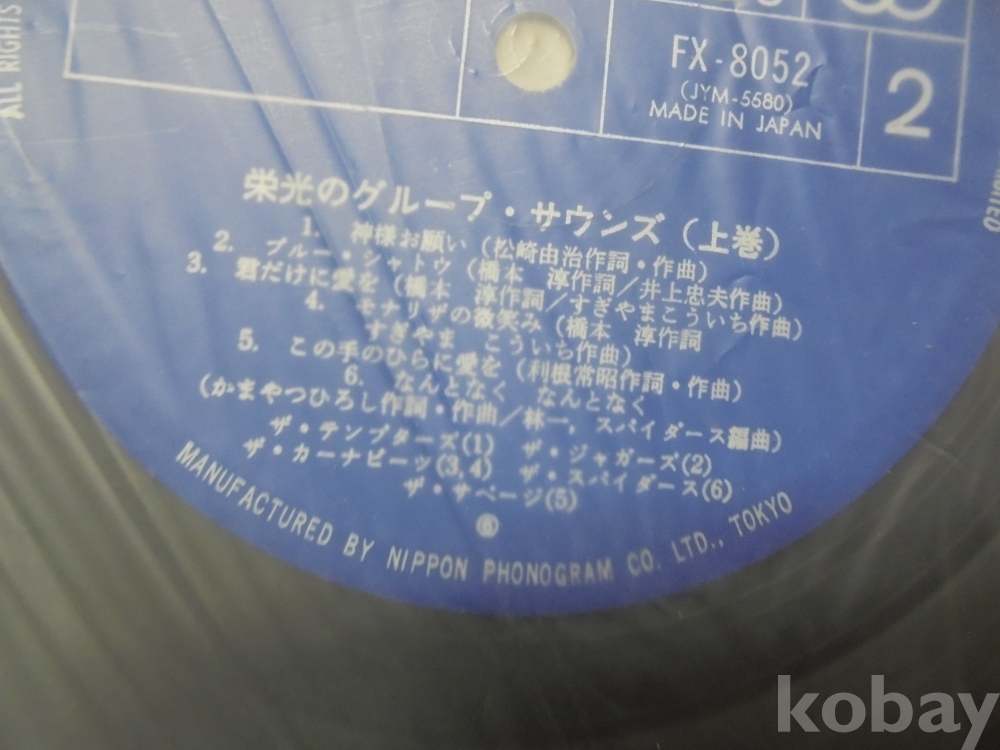 ALL RIGHTS
FX-8052
(JYM-5580)
MADE IN JAPAN
2
栄光のグループ・サウンズ(上巻)
1. 神様お願い(松崎由治作詞・作曲)
2. ブルー・シャトウ(橋本 淳作詞/井上忠夫作曲)
3. 君だけに愛を(橋本 淳作詞/すぎやまこういち作曲)
4. モナリザの微笑み(橋本 淳作詞
すぎやま こういち作曲)
5. この手のひらに愛を(利根常昭作詞・作曲)
6. なんとなく なんとなく
(かまやつひろし作詞・作曲/林一, スパイダース編曲)
ザ・テンプターズ(1) ザ・ジャガーズ(2)
ザ・カーナビーツ(3,4) ザ・スパイダース(6)
ザ・サベージ(5)
MANUFACTURED BY NIPPON PHONOGRAM CO. LTD., TOKYO
kobay